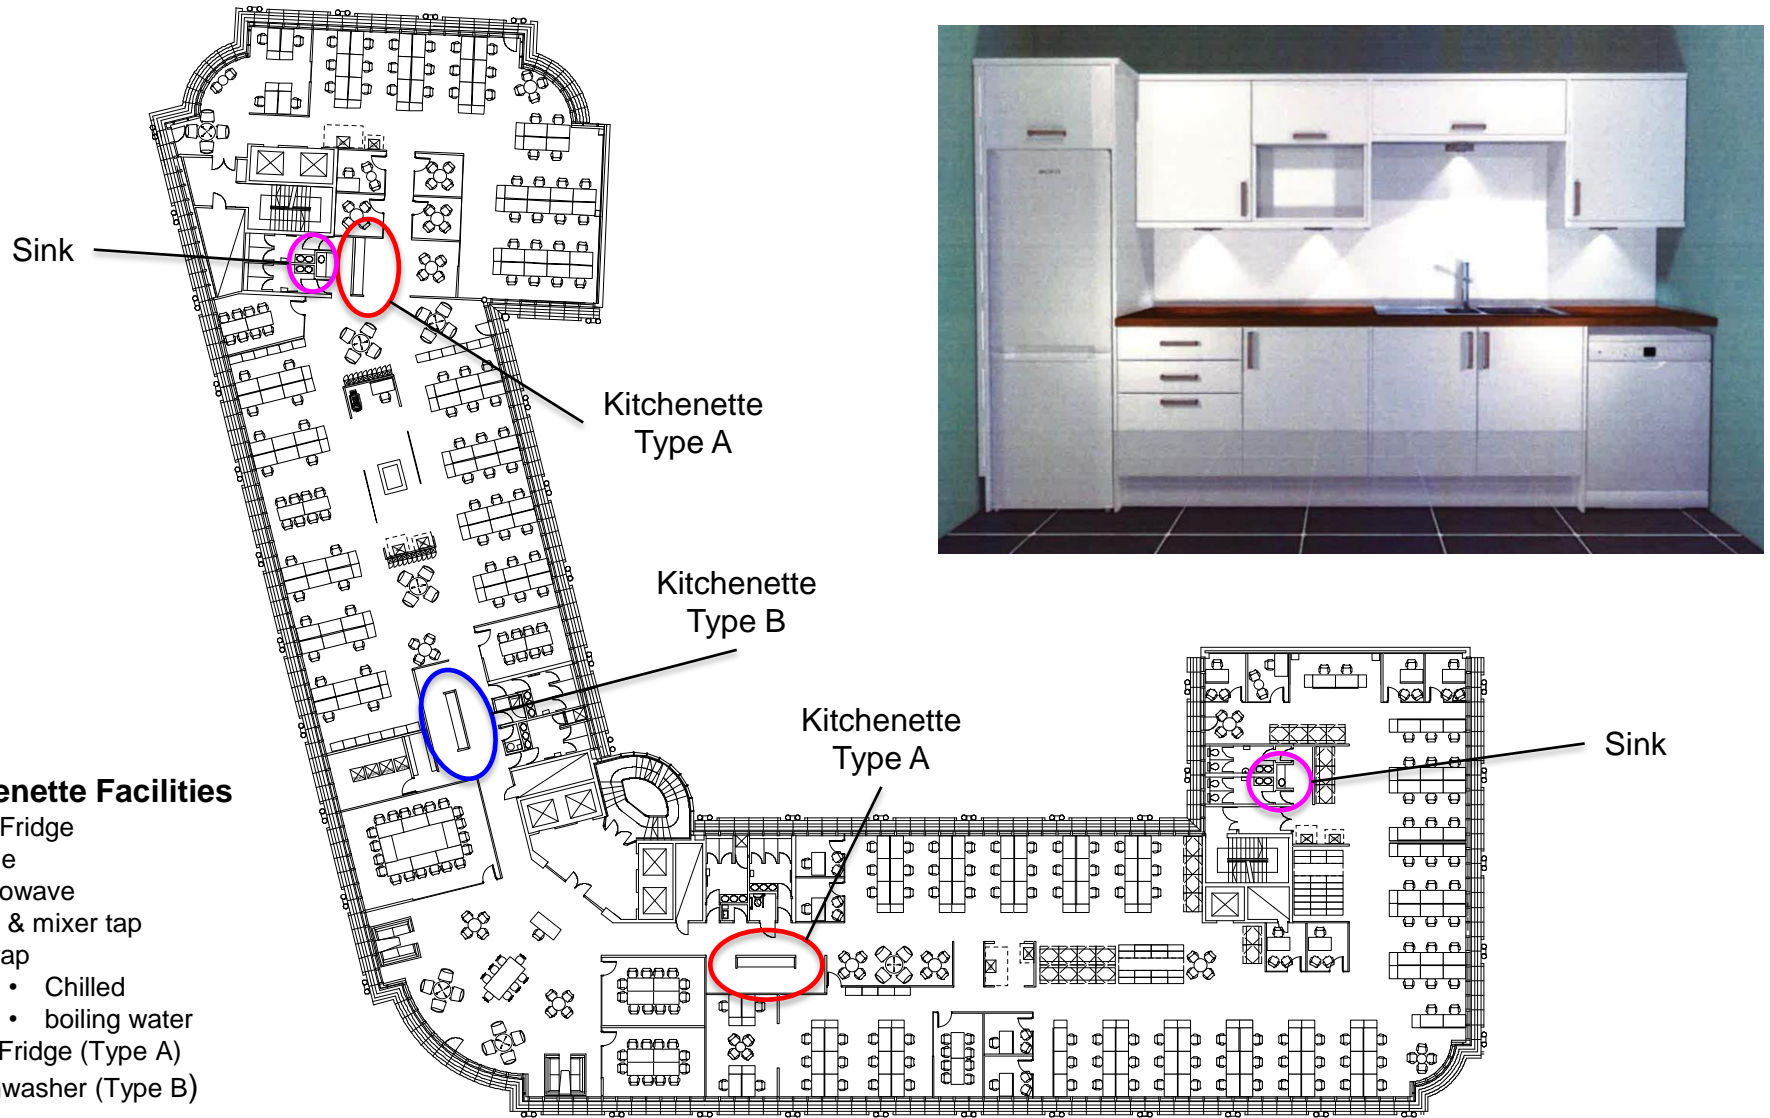 Sink
Kitchenette
Type A
Kitchenette
Type B
Kitchenette
Type A
Sink
enette Facilities
Fridge
e
owave
& mixer tap
ap
• Chilled
• boiling water
Fridge (Type A)
washer (Type B)